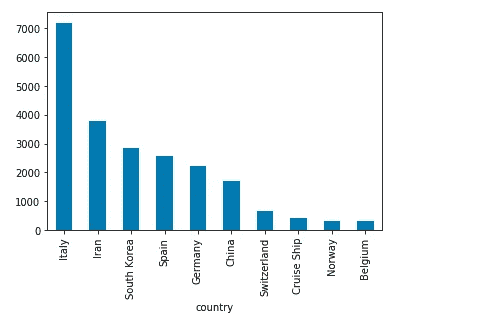 7000
6000
5000
4000
3000
2000
1000
0
Italy
Iran
South Korea
Spain
Germany
China
Switzerland
Cruise Ship
Norway
Belgium
country